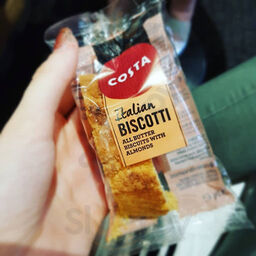 COSTA
Italian
BISCOTTI
ALL BUTTER
BISCUITS WITH
ALMONDS